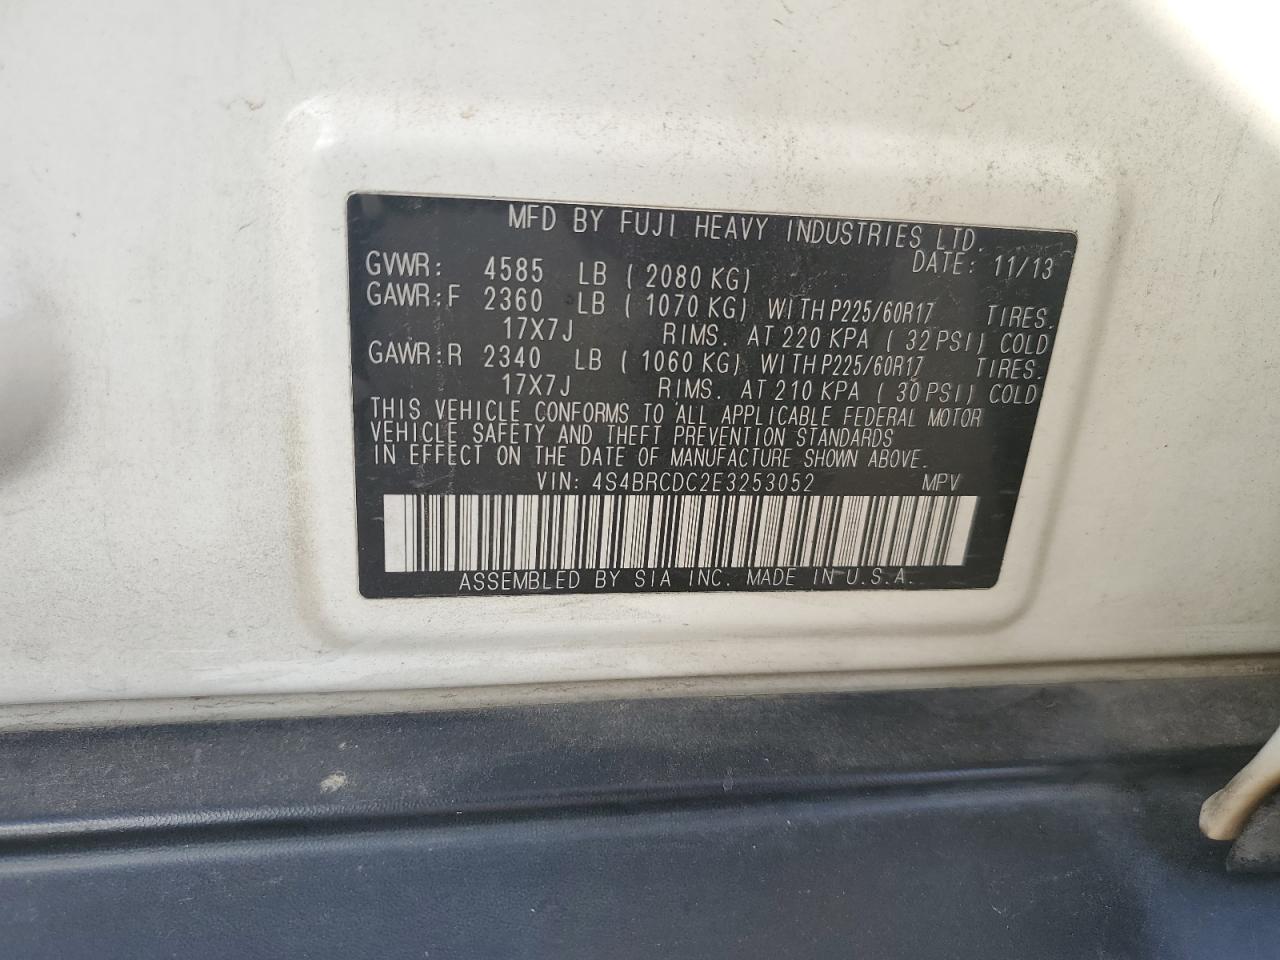 MFD BY FUJI HEAVY INDUSTRIES LTD.
DATE: 11/13
GVWR: 4585 LB ( 2080 KG)
GAWR:F 2360 LB ( 1070 KG) WITH P225/60R17 TIRES.
17X7J RIMS. AT 220 KPA ( 32 PSI) COLD
GAWR:R 2340 LB ( 1060 KG) WITH P225/60R17 TIRES.
17X7J RIMS. AT 210 KPA ( 30 PSI) COLD
THIS VEHICLE CONFORMS TO ALL APPLICABLE FEDERAL MOTOR
VEHICLE SAFETY AND THEFT PREVENTION STANDARDS
IN EFFECT ON THE DATE OF MANUFACTURE SHOWN ABOVE.
VIN: 4S4BRCDC2E3253052 MPV
ASSEMBLED BY SIA INC. MADE IN U.S.A.